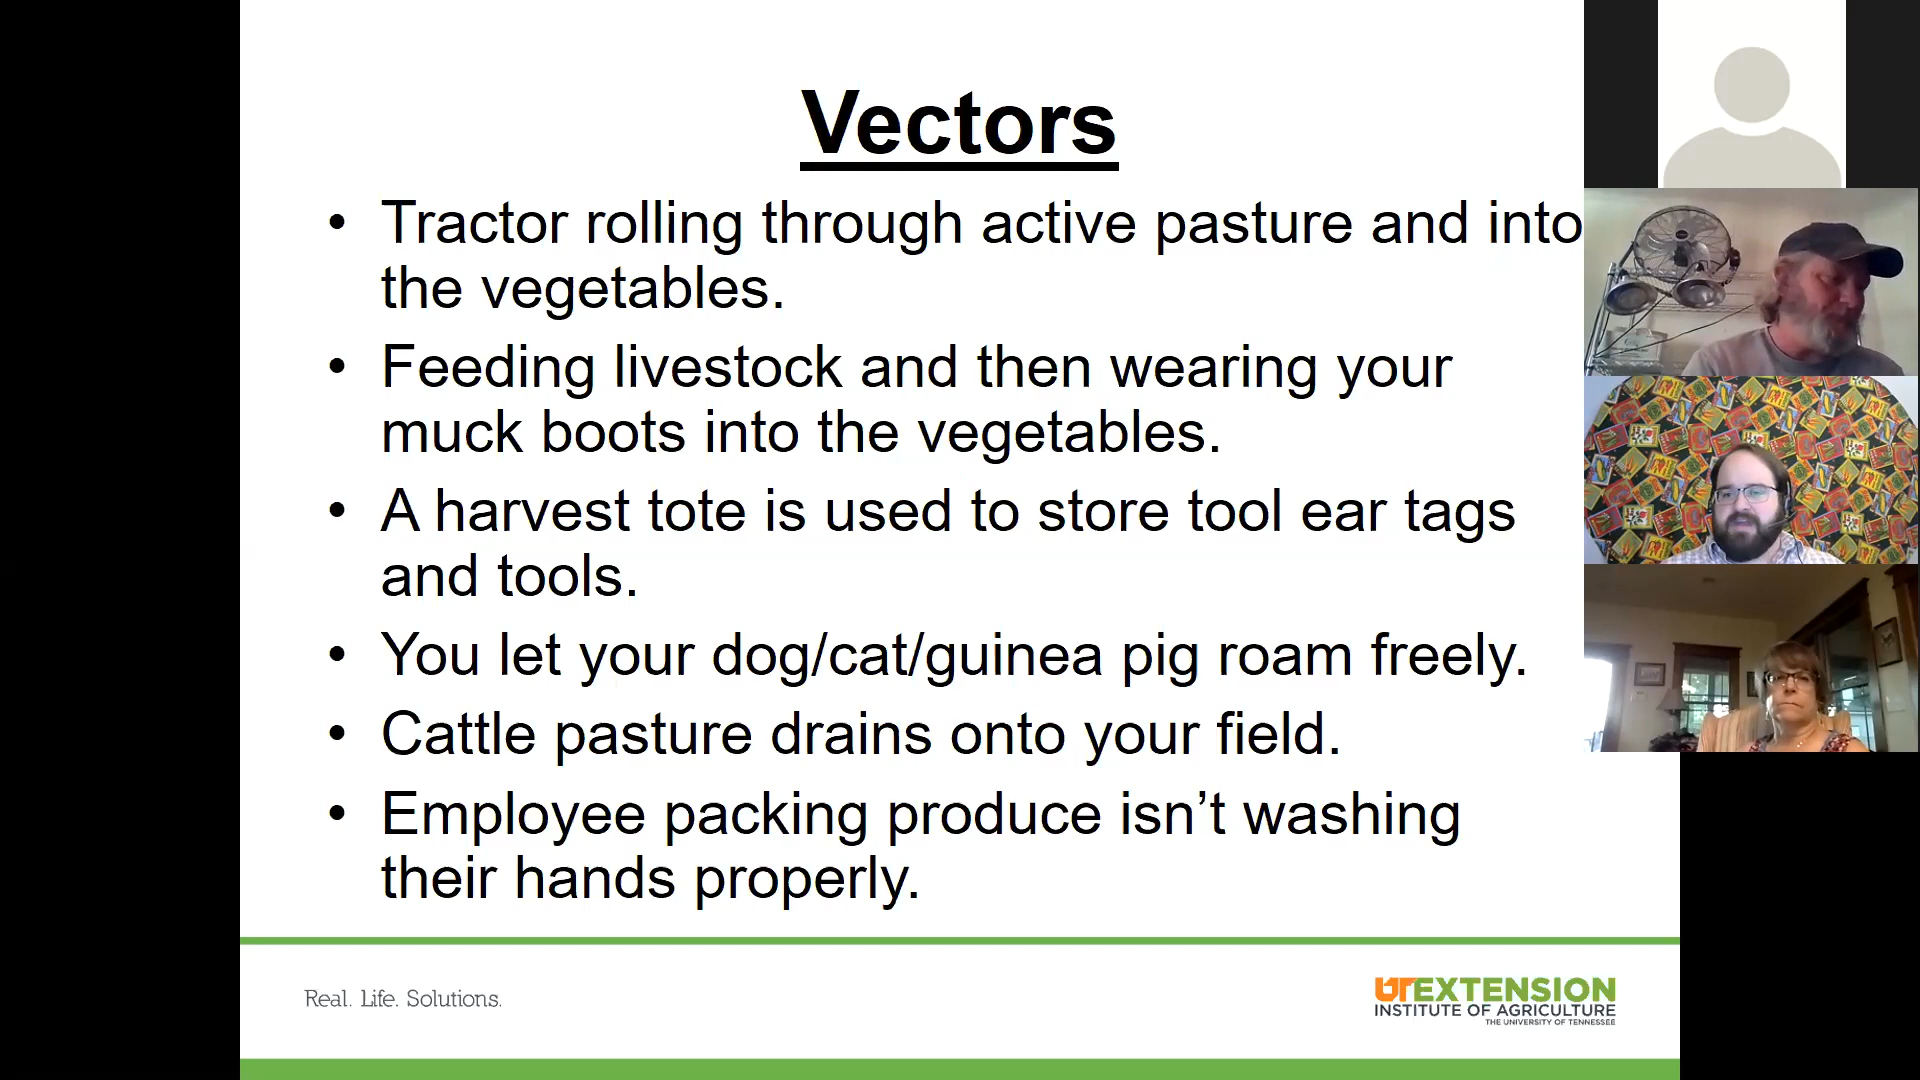 Vectors
• Tractor rolling through active pasture and into
the vegetables.
• Feeding livestock and then wearing your
muck boots into the vegetables.
• A harvest tote is used to store tool ear tags
and tools.
• You let your dog/cat/guinea pig roam freely.
• Cattle pasture drains onto your field.
• Employee packing produce isn’t washing
their hands properly.
Real. Life. Solutions.
UT EXTENSION
INSTITUTE OF AGRICULTURE
THE UNIVERSITY OF TENNESSEE